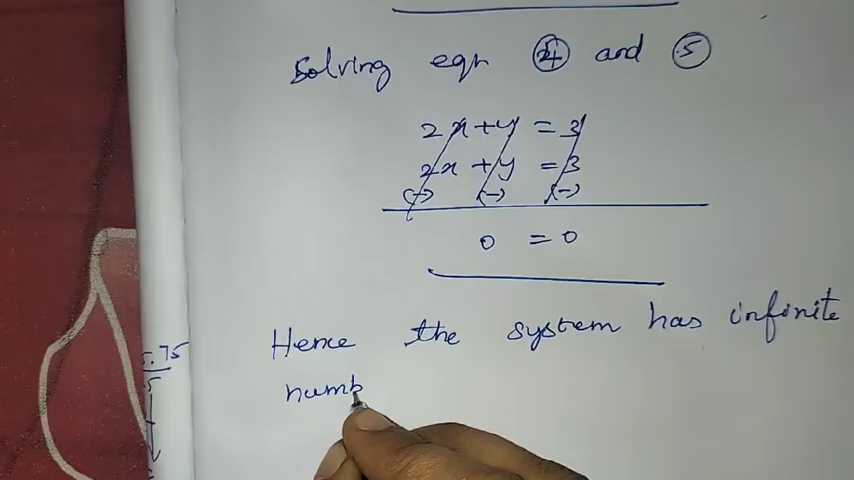 Solving eqn ④ and ⑤
2x + y = 3
2x + y = 3
(-) (-) (-)
0 = 0
Hence the system has infinite
numb